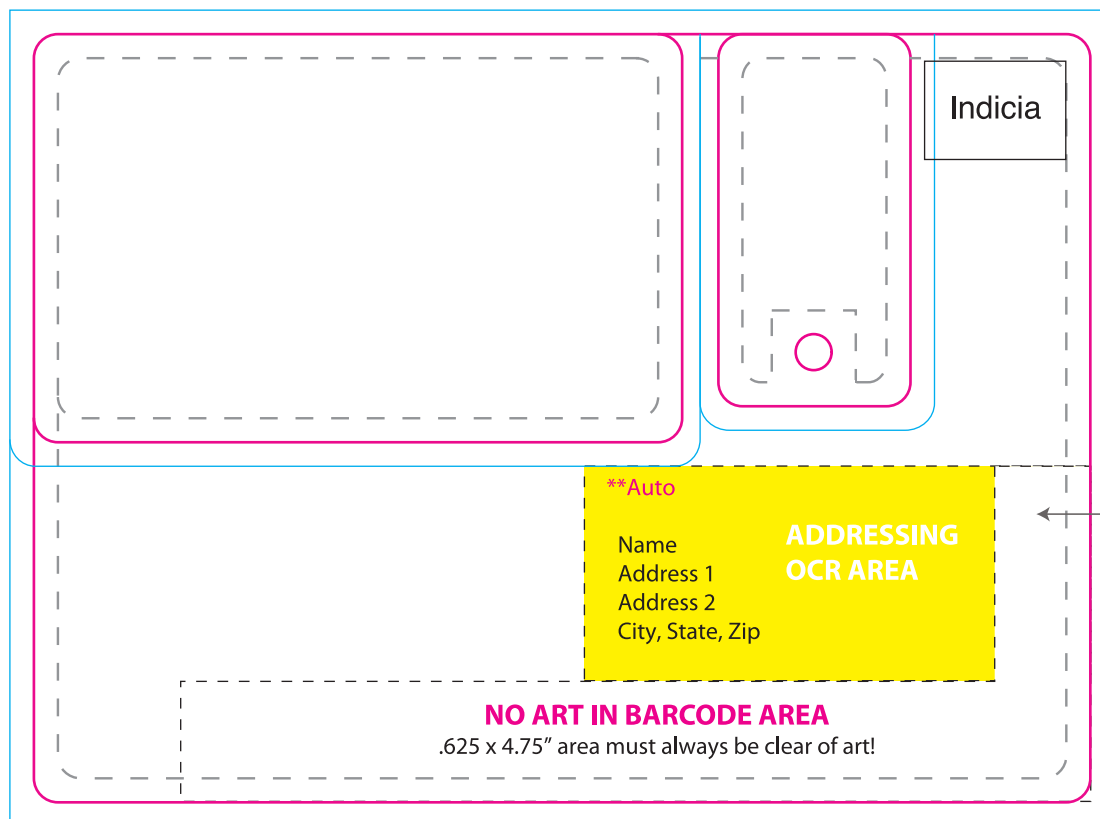 Indicia
**Auto
ADDRESSING
OCR AREA
Name
Address 1
Address 2
City, State, Zip
NO ART IN BARCODE AREA
.625 x 4.75” area must always be clear of art!